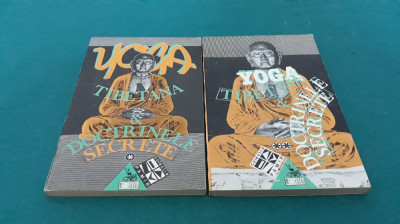 YOGA
TIBETANA
&
DOCTRINELE
SECRETE
*
YOGA
TIBETANA
DOCTRINELE
SECRETE
**